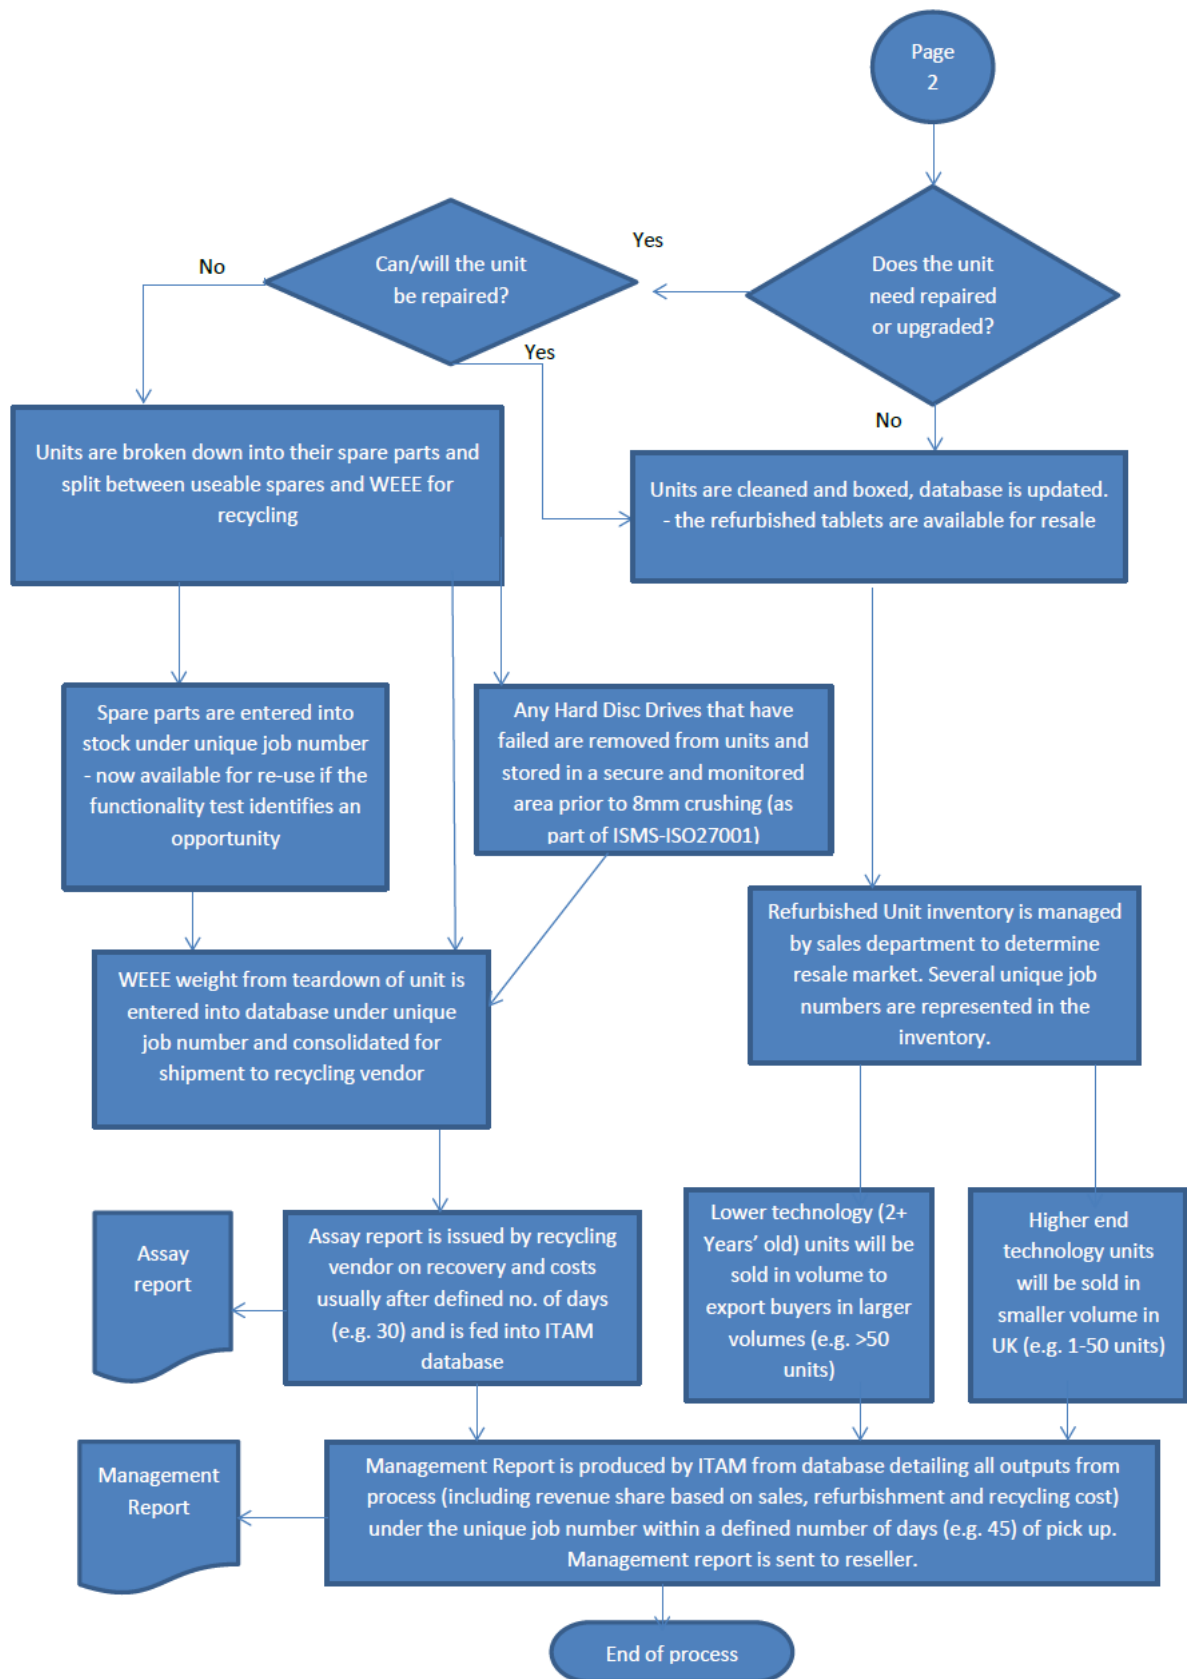 Page
2
Does the unit
need repaired
or upgraded?
Yes
Can/will the unit
be repaired?
No
Yes
No
Units are broken down into their spare parts and
split between useable spares and WEEE for
recycling
Units are cleaned and boxed, database is updated.
- the refurbished tablets are available for resale
Spare parts are entered into
stock under unique job number
- now available for re-use if the
functionality test identifies an
opportunity
Any Hard Disc Drives that have
failed are removed from units and
stored in a secure and monitored
area prior to 8mm crushing (as
part of ISMS-ISO27001)
Refurbished Unit inventory is managed
by sales department to determine
resale market. Several unique job
numbers are represented in the
inventory.
WEEE weight from teardown of unit is
entered into database under unique
job number and consolidated for
shipment to recycling vendor
Assay
report
Assay report is issued by recycling
vendor on recovery and costs
usually after defined no. of days
(e.g. 30) and is fed into ITAM
database
Lower technology (2+
Years' old) units will be
sold in volume to
export buyers in larger
volumes (e.g. >50
units)
Higher end
technology units
will be sold in
smaller volume in
UK (e.g. 1-50 units)
Management
Report
Management Report is produced by ITAM from database detailing all outputs from
process (including revenue share based on sales, refurbishment and recycling cost)
under the unique job number within a defined number of days (e.g. 45) of pick up.
Management report is sent to reseller.
End of process